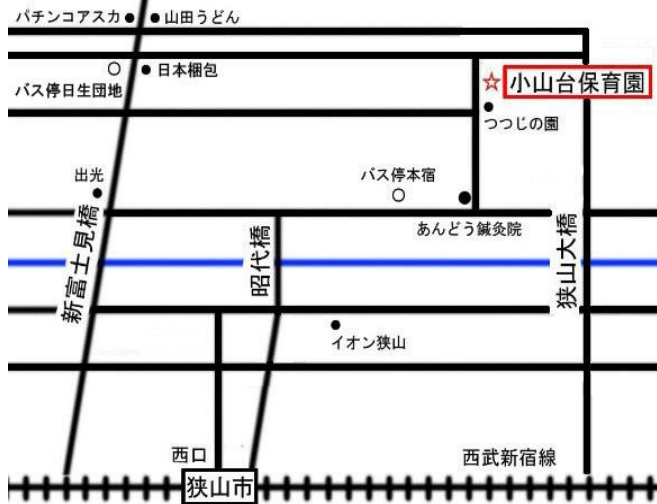 パチンコアスカ
山田うどん
日本梱包
バス停日生団地
小山台保育園
つつじの園
出光
バス停本宿
あんどう鍼灸院
新富士見橋
昭代橋
狭山大橋
イオン狭山
西口
西武新宿線
狭山市